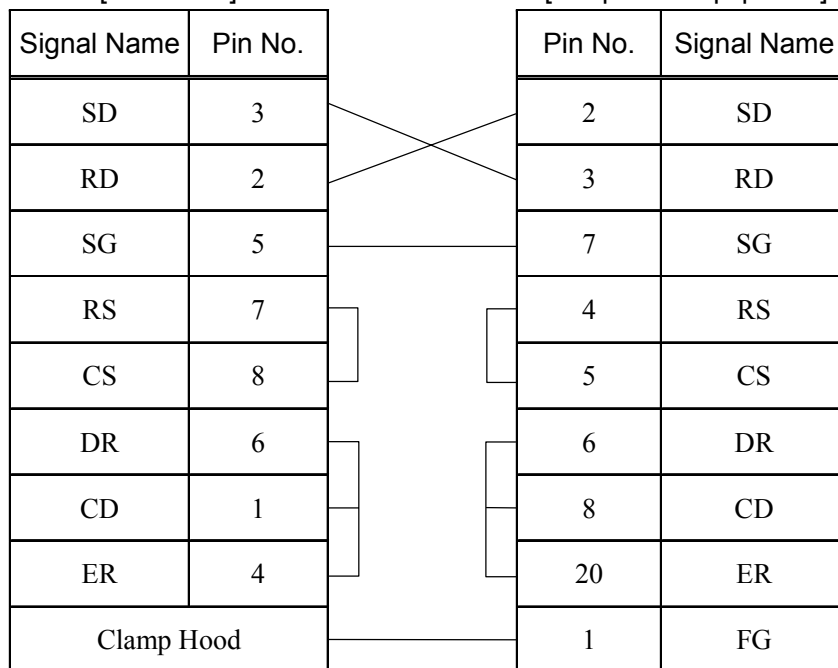 Signal Name Pin No. Pin No. Signal Name
SD 3 2 SD
RD 2 3 RD
SG 5 7 SG
RS 7 4 RS
CS 8 5 CS
DR 6 6 DR
CD 1 8 CD
ER 4 20 ER
Clamp Hood 1 FG